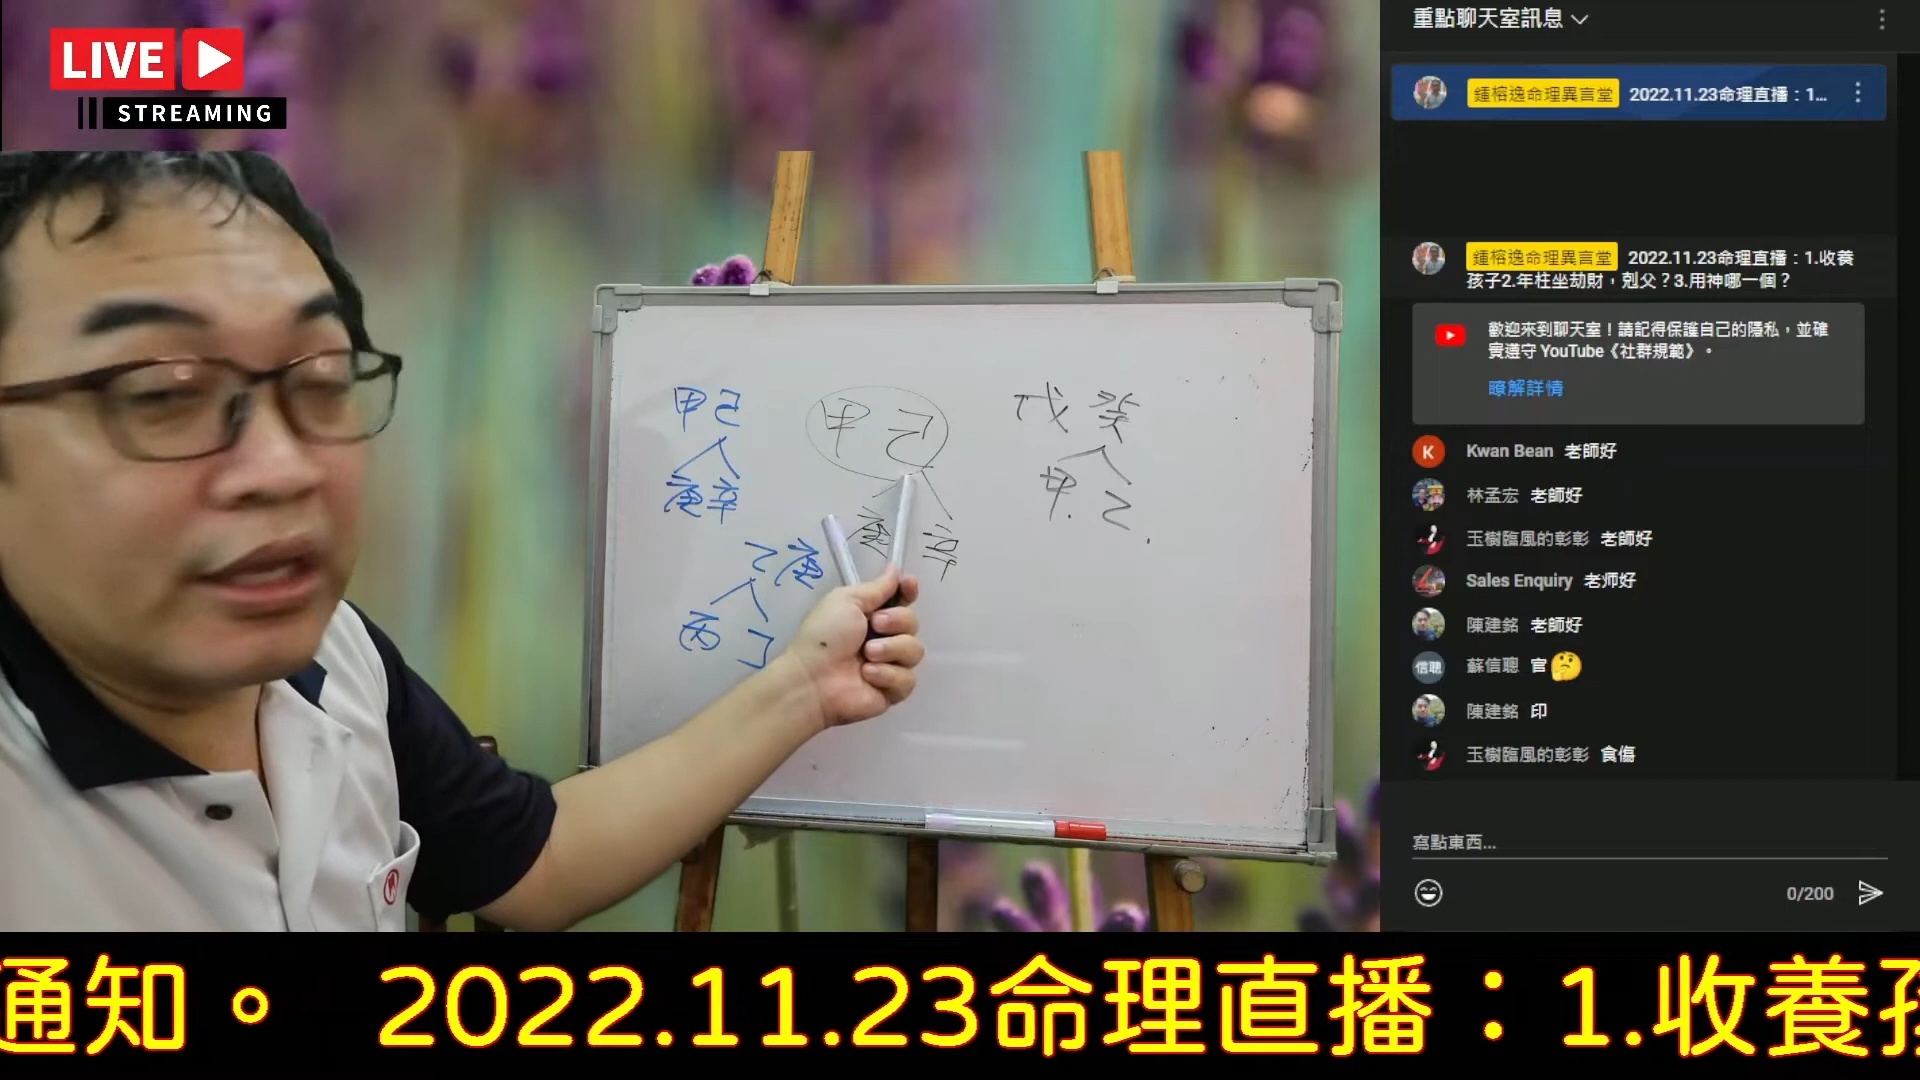 LIVE
STREAMING
甲己
庚辛
乙庚
丙丁
甲己
庚 辛
戊癸
甲.乙
重點聊天室訊息
鍾榕逸命理異言堂 2022.11.23命理直播：1...
鍾榕逸命理異言堂 2022.11.23命理直播：1.收養
孩子2.年柱坐劫財，剋父？3.用神哪一個？
歡迎來到聊天室！請記得保護自己的隱私，並確
實遵守 YouTube《社群規範》。
瞭解詳情
K Kwan Bean 老師好
林孟宏 老師好
玉樹臨風的彰彰 老師好
Sales Enquiry 老师好
陳建銘 老師好
信聰 蘇信聰 官🤔
陳建銘 印
玉樹臨風的彰彰 食傷
寫點東西...
0/200
通知。 2022.11.23命理直播：1.收養孩